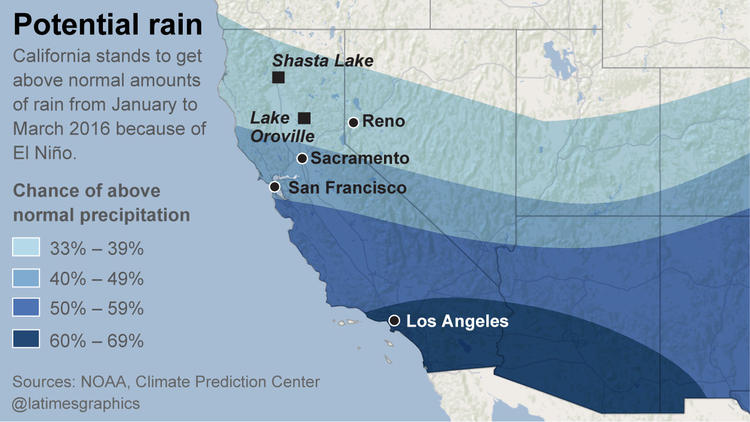 Potential rain
California stands to get
above normal amounts
of rain from January to
March 2016 because of
El Niño.
Chance of above
normal precipitation
33% – 39%
40% – 49%
50% – 59%
60% – 69%
Sources: NOAA, Climate Prediction Center
@latimesgraphics
Shasta Lake
Lake
Oroville
Reno
Sacramento
San Francisco
Los Angeles